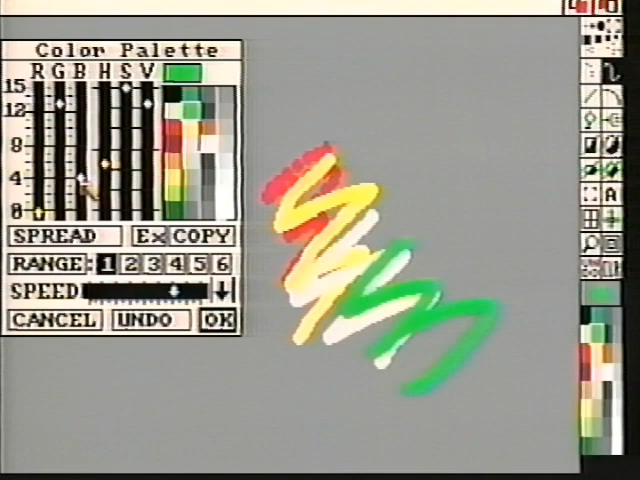 Color Palette
R G B H S V
15
12
8
4
0
SPREAD Ex COPY
RANGE: 1 2 3 4 5 6
SPEED
CANCEL UNDO OK
A